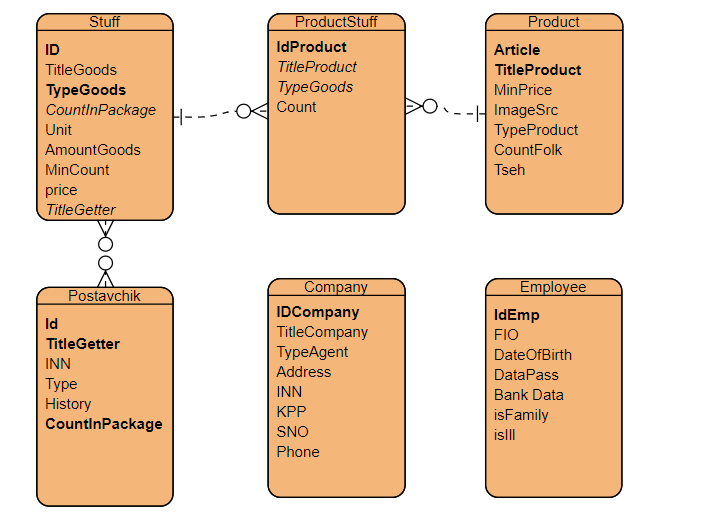 Stuff
ID
TitleGoods
TypeGoods
CountInPackage
Unit
AmountGoods
MinCount
price
TitleGetter
ProductStuff
IdProduct
TitleProduct
TypeGoods
Count
Product
Article
TitleProduct
MinPrice
ImageSrc
TypeProduct
CountFolk
Tseh
Postavchik
Id
TitleGetter
INN
Type
History
CountInPackage
Company
IDCompany
TitleCompany
TypeAgent
Address
INN
KPP
SNO
Phone
Employee
IdEmp
FIO
DateOfBirth
DataPass
Bank Data
isFamily
isIll